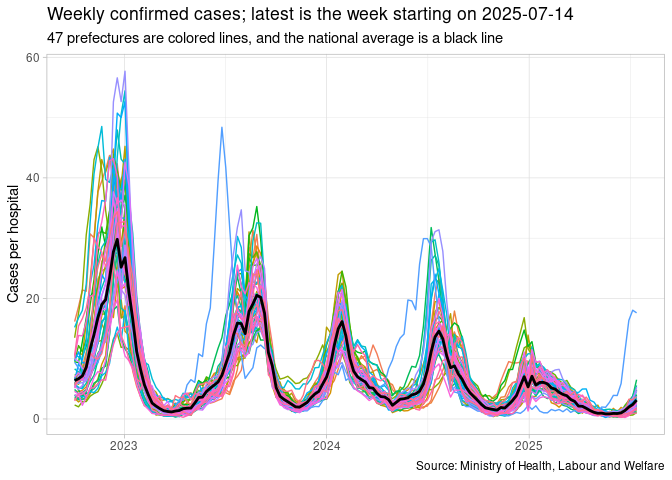 Weekly confirmed cases; latest is the week starting on 2025-07-14
47 prefectures are colored lines, and the national average is a black line
60
40
20
0
Cases per hospital
2023
2024
2025
Source: Ministry of Health, Labour and Welfare